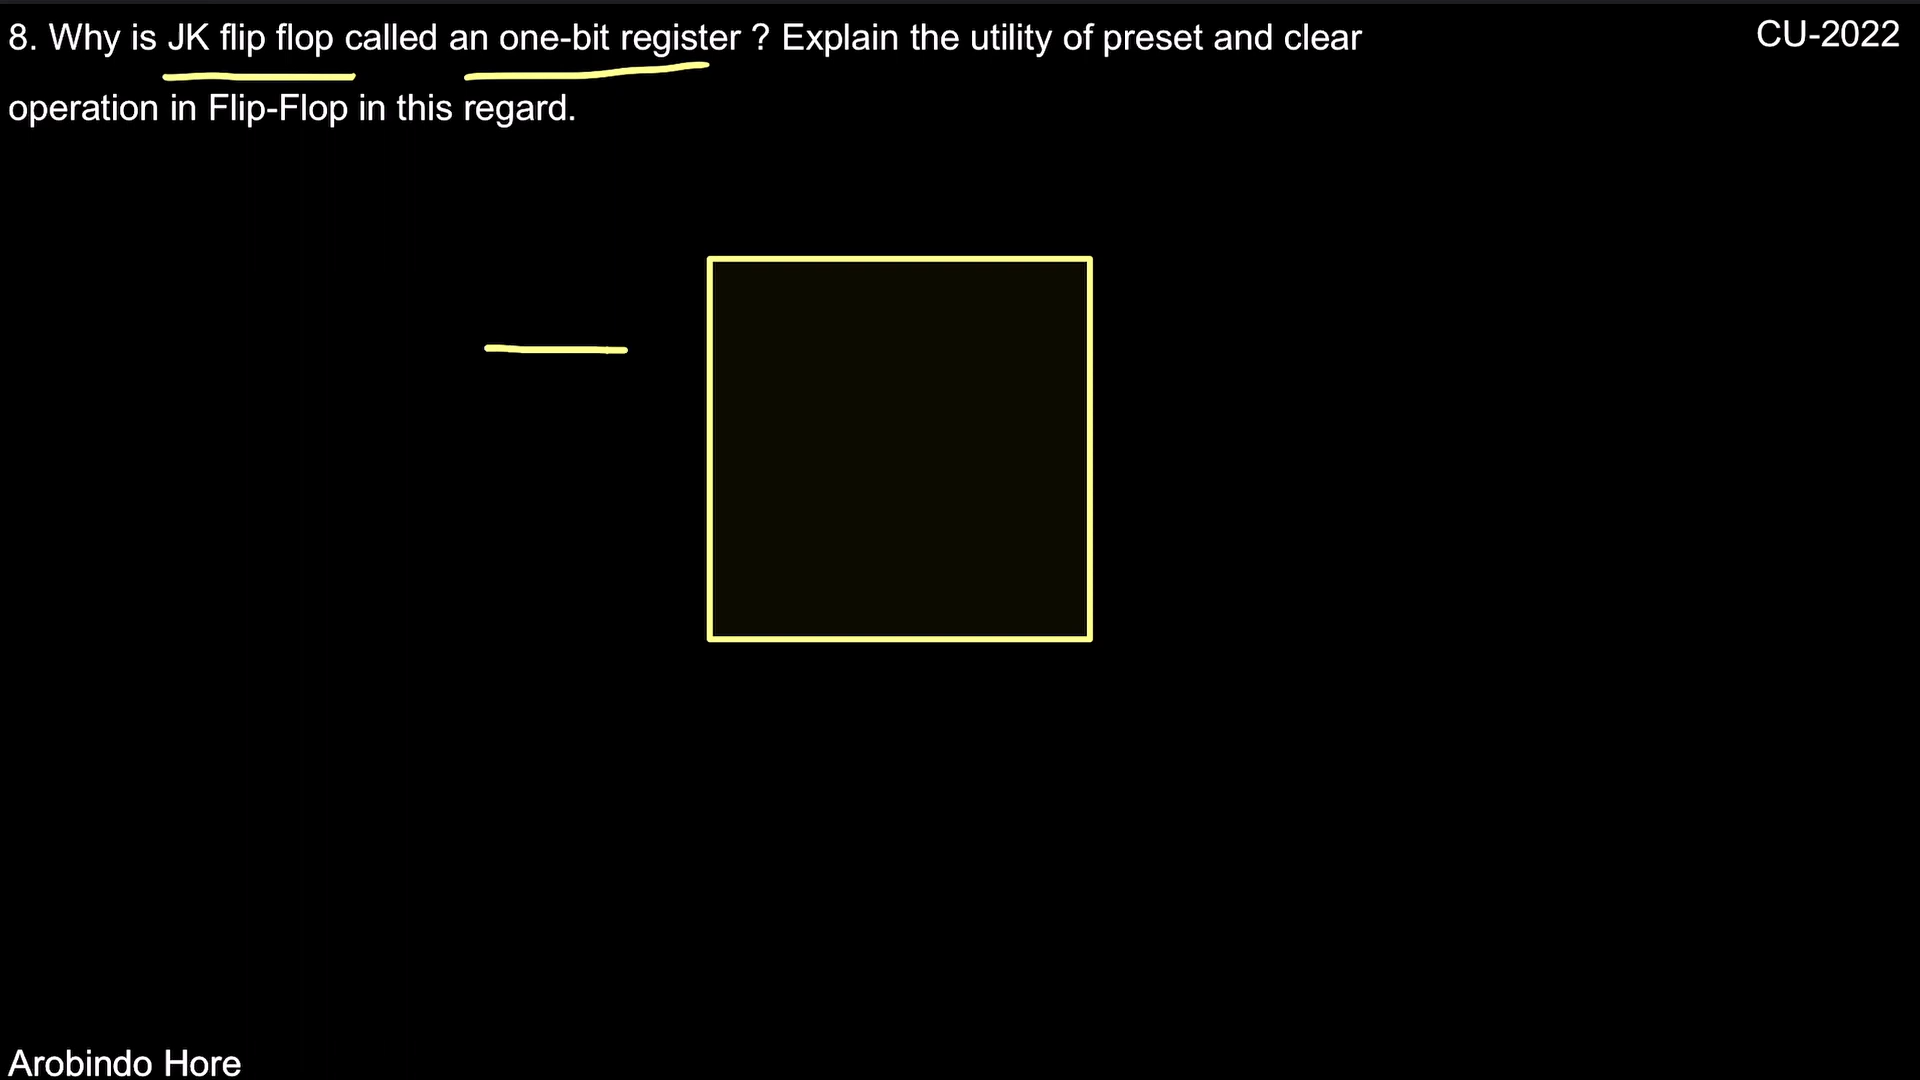 8. Why is JK flip flop called an one-bit register ? Explain the utility of preset and clear
CU-2022
operation in Flip-Flop in this regard.
Arobindo Hore